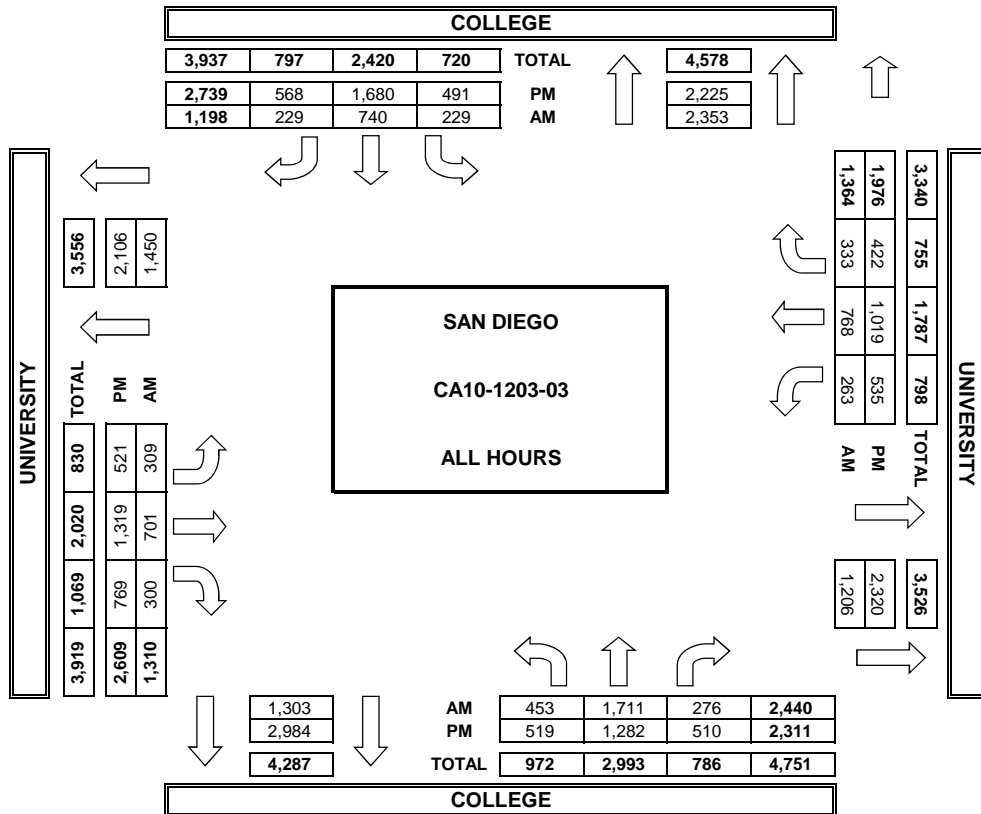 COLLEGE
3,937 797 2,420 720 TOTAL 4,578
2,739 568 1,680 491 PM 2,225
1,198 229 740 229 AM 2,353
UNIVERSITY
3,556 2,106 1,450
TOTAL PM AM
830 521 309
2,020 1,319 701
1,069 769 300
3,919 2,609 1,310
SAN DIEGO
CA10-1203-03
ALL HOURS
1,364 1,976 3,340
333 422 755
768 1,019 1,787
263 535 798
AM PM TOTAL
1,206 2,320 3,526
UNIVERSITY
1,303 AM 453 1,711 276 2,440
2,984 PM 519 1,282 510 2,311
4,287 TOTAL 972 2,993 786 4,751
COLLEGE